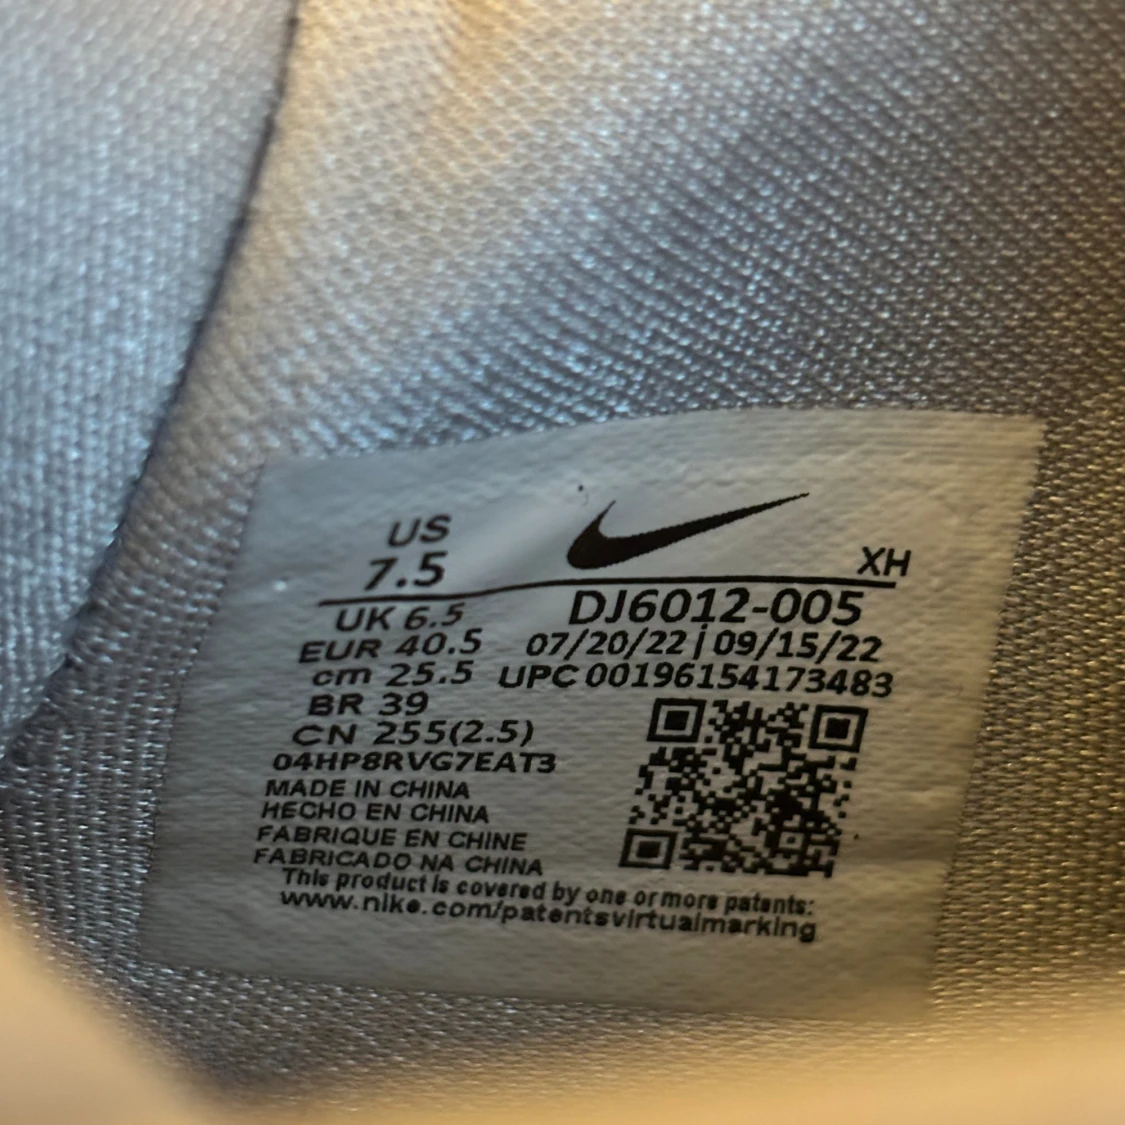 US
7.5
XH
UK 6.5
EUR 40.5
cm 25.5
BR 39
CN 255(2.5)
DJ6012-005
07/20/22 | 09/15/22
UPC 00196154173483
04HP8RVG7EAT3
MADE IN CHINA
HECHO EN CHINA
FABRIQUE EN CHINE
FABRICADO NA CHINA
This product is covered by one or more patents:
www.nike.com/patentsvirtualmarking